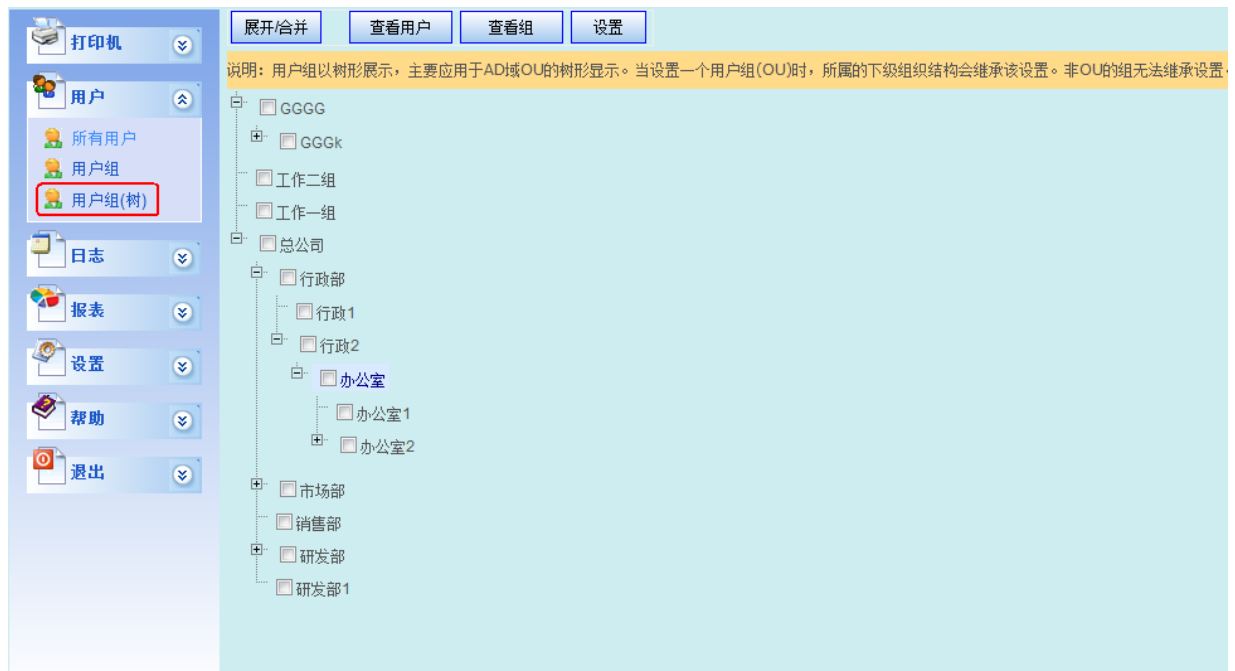 打印机
用户
所有用户
用户组
用户组(树)
日志
报表
设置
帮助
退出
展开/合并 查看用户 查看组 设置
说明：用户组以树形展示，主要应用于AD域OU的树形显示。当设置一个用户组(OU)时，所属的下级组织结构会继承该设置。非OU的组无法继承设置
GGGG
GGGk
工作二组
工作一组
总公司
行政部
行政1
行政2
办公室
办公室1
办公室2
市场部
销售部
研发部
研发部1